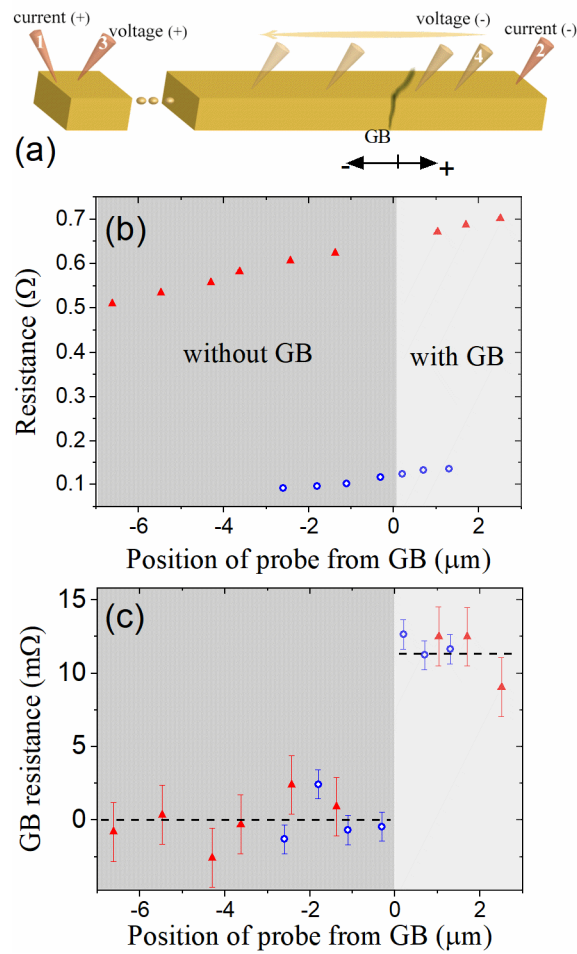 current (+)
voltage (+)
voltage (-)
current (-)
1
3
4
2
GB
- +
(a)
(b)
0.7
0.6
0.5
0.4
0.3
0.2
0.1
Resistance (Ω)
without GB
with GB
-6 -4 -2 0 2
Position of probe from GB (μm)
(c)
15
10
5
0
GB resistance (mΩ)
-6 -4 -2 0 2
Position of probe from GB (μm)